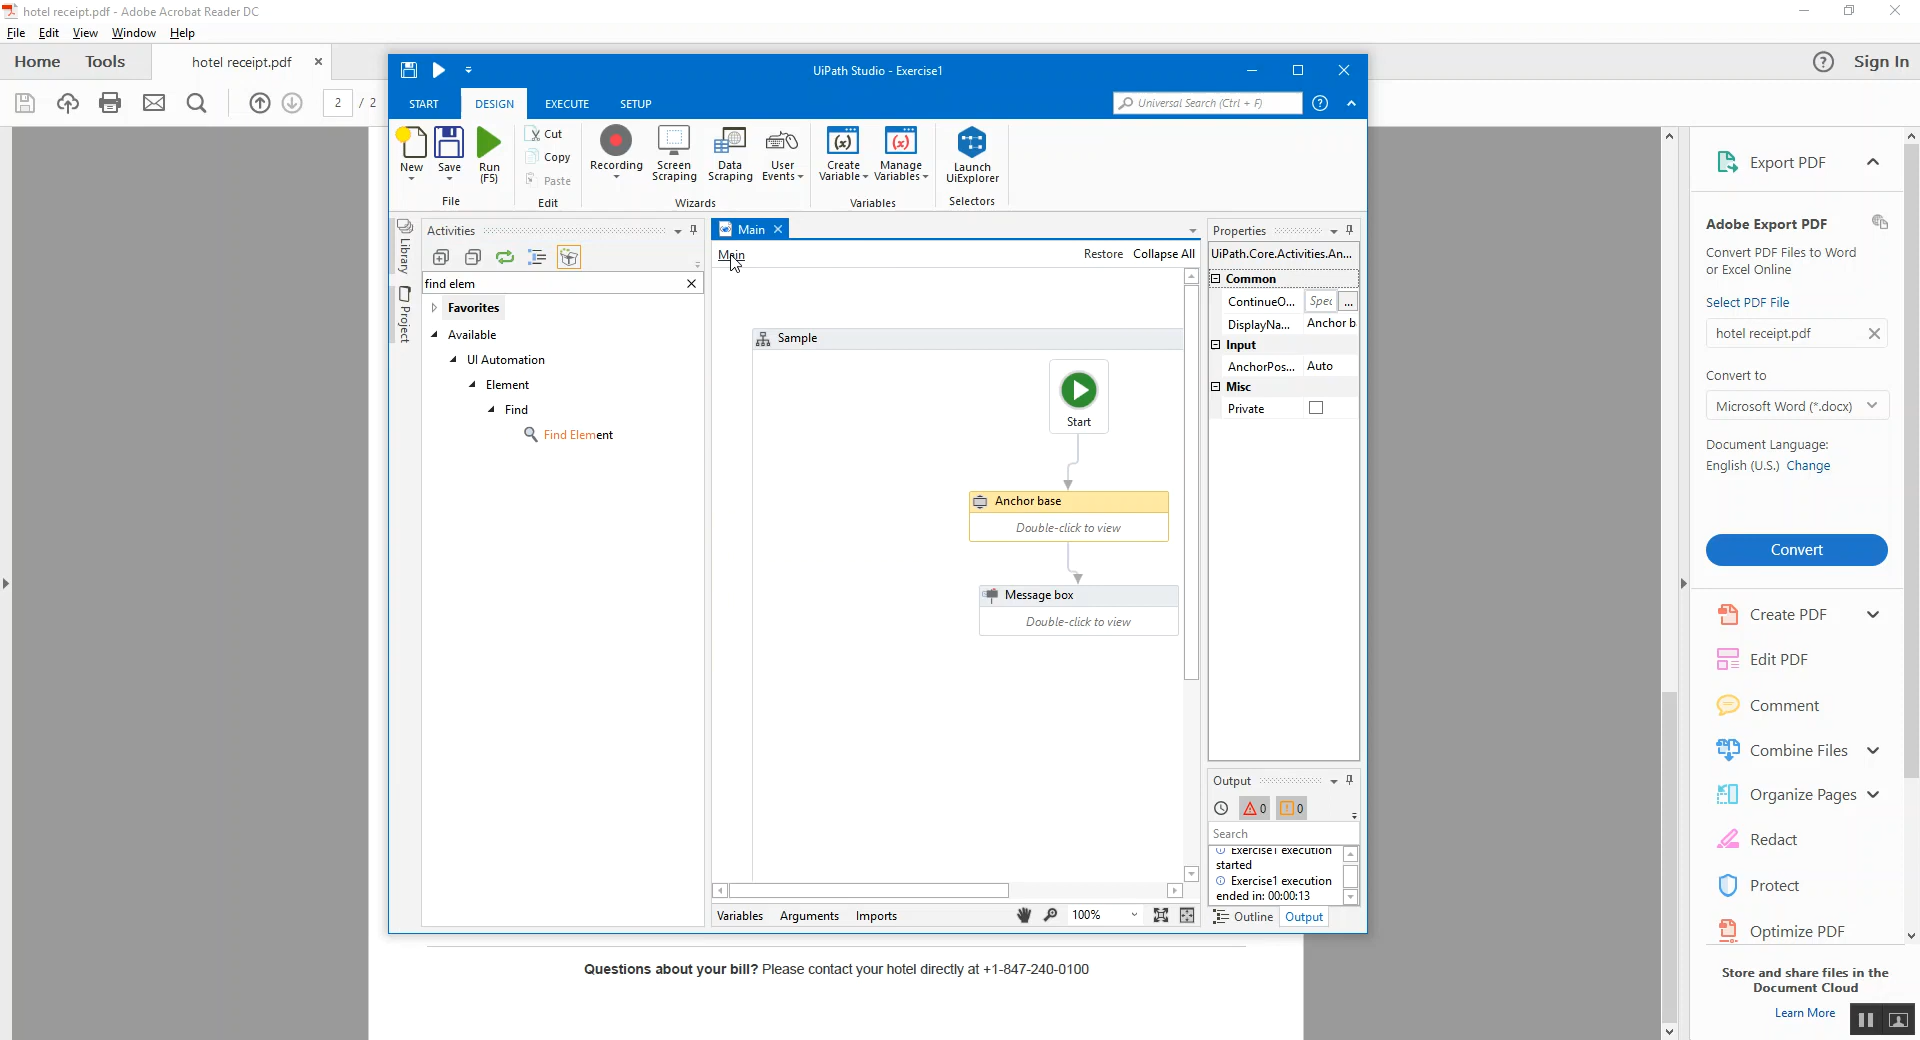 hotel receipt.pdf - Adobe Acrobat Reader DC
File Edit View Window Help
Home Tools hotel receipt.pdf Sign In
2 / 2
UiPath Studio - Exercise1
START DESIGN EXECUTE SETUP
Universal Search (Ctrl + F)
New
Save
Run
(F5)
Cut
Copy
Paste
Recording
Screen
Scraping
Data
Scraping
User
Events
Create
Variable
Manage
Variables
Launch
UiExplorer
File Edit Wizards Variables Selectors
Library
Project
Activities
find elem
Favorites
Available
UI Automation
Element
Find
Find Element
Main
Main
Restore Collapse All
Sample
Start
Anchor base
Double-click to view
Message box
Double-click to view
Variables Arguments Imports
100%
Properties
UiPath.Core.Activities.An...
Common
ContinueO... Spec ...
DisplayNa... Anchor b
Input
AnchorPos... Auto
Misc
Private
Output
0 0
Search
Exercise1 execution
started
Exercise1 execution
ended in: 00:00:13
Outline Output
Questions about your bill? Please contact your hotel directly at +1-847-240-0100
Export PDF
Adobe Export PDF
Convert PDF Files to Word
or Excel Online
Select PDF File
hotel receipt.pdf
Convert to
Microsoft Word (*.docx)
Document Language:
English (U.S.) Change
Convert
Create PDF
Edit PDF
Comment
Combine Files
Organize Pages
Redact
Protect
Optimize PDF
Store and share files in the
Document Cloud
Learn More